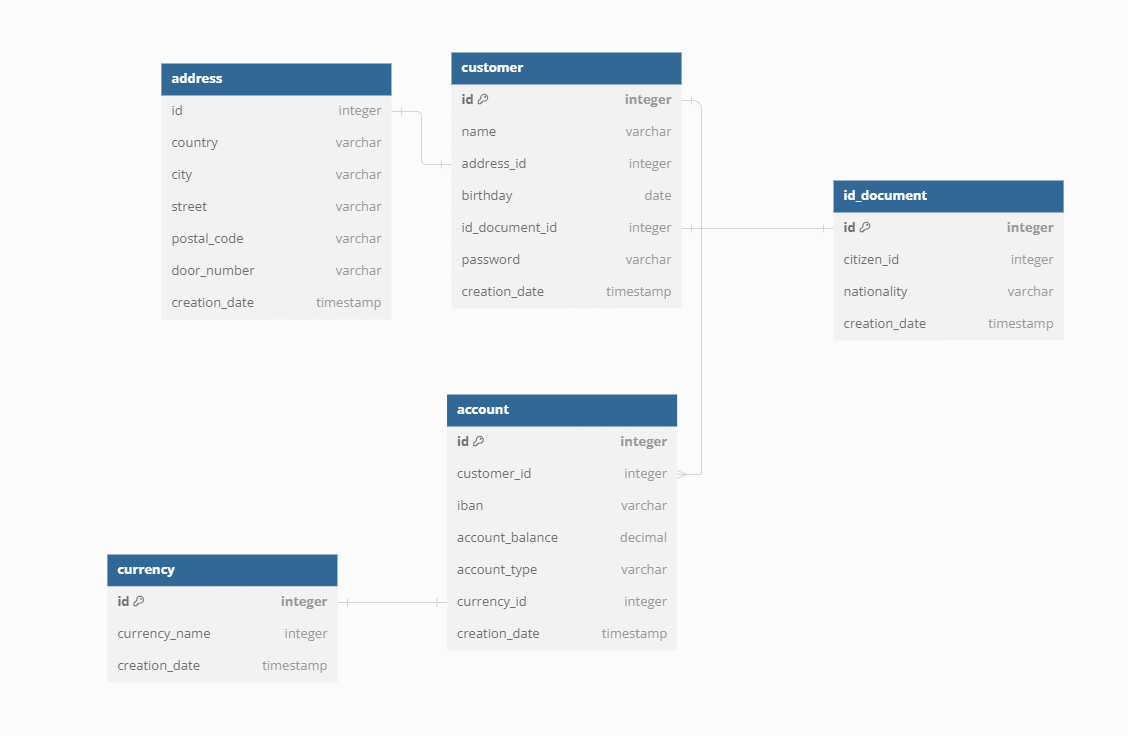 address
id integer
country varchar
city varchar
street varchar
postal_code varchar
door_number varchar
creation_date timestamp
customer
id integer
name varchar
address_id integer
birthday date
id_document_id integer
password varchar
creation_date timestamp
id_document
id integer
citizen_id integer
nationality varchar
creation_date timestamp
account
id integer
customer_id integer
iban varchar
account_balance decimal
account_type varchar
currency_id integer
creation_date timestamp
currency
id integer
currency_name integer
creation_date timestamp